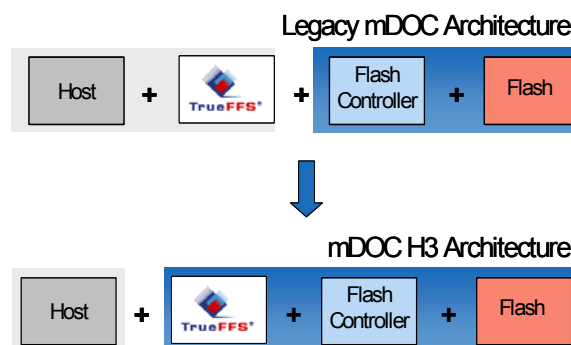 Legacy mDOC Architecture
Host + TrueFFS® + Flash Controller + Flash
mDOC H3 Architecture
Host + TrueFFS® + Flash Controller + Flash